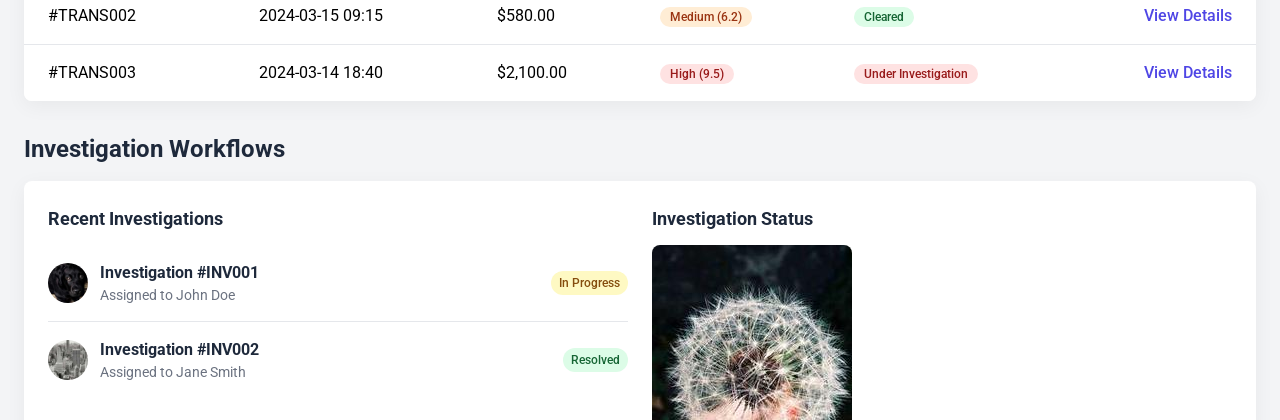 #TRANS002 2024-03-15 09:15 $580.00 Medium (6.2) Cleared View Details
#TRANS003 2024-03-14 18:40 $2,100.00 High (9.5) Under Investigation View Details
Investigation Workflows
Recent Investigations
Investigation #INV001
Assigned to John Doe
In Progress
Investigation #INV002
Assigned to Jane Smith
Resolved
Investigation Status